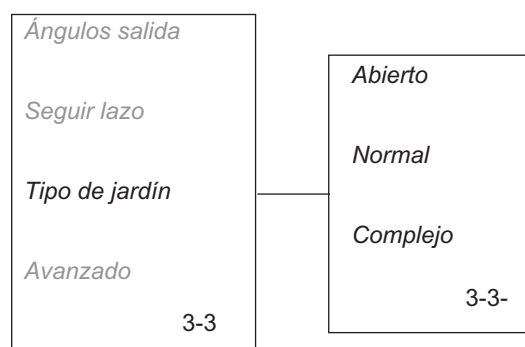 Ángulos salida
Seguir lazo
Tipo de jardín
Avanzado
3-3
Abierto
Normal
Complejo
3-3-